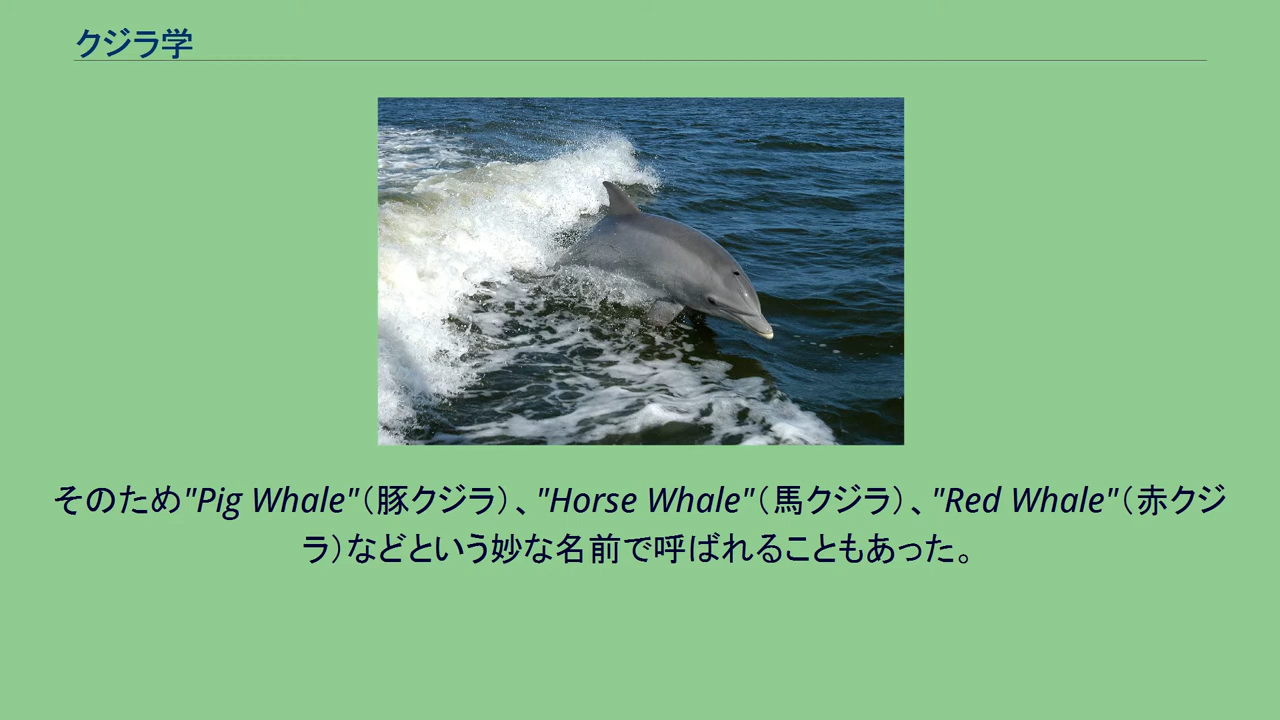 クジラ学
そのため"Pig Whale"（豚クジラ）、"Horse Whale"（馬クジラ）、"Red Whale"（赤クジ
ラ）などという妙な名前で呼ばれることもあった。